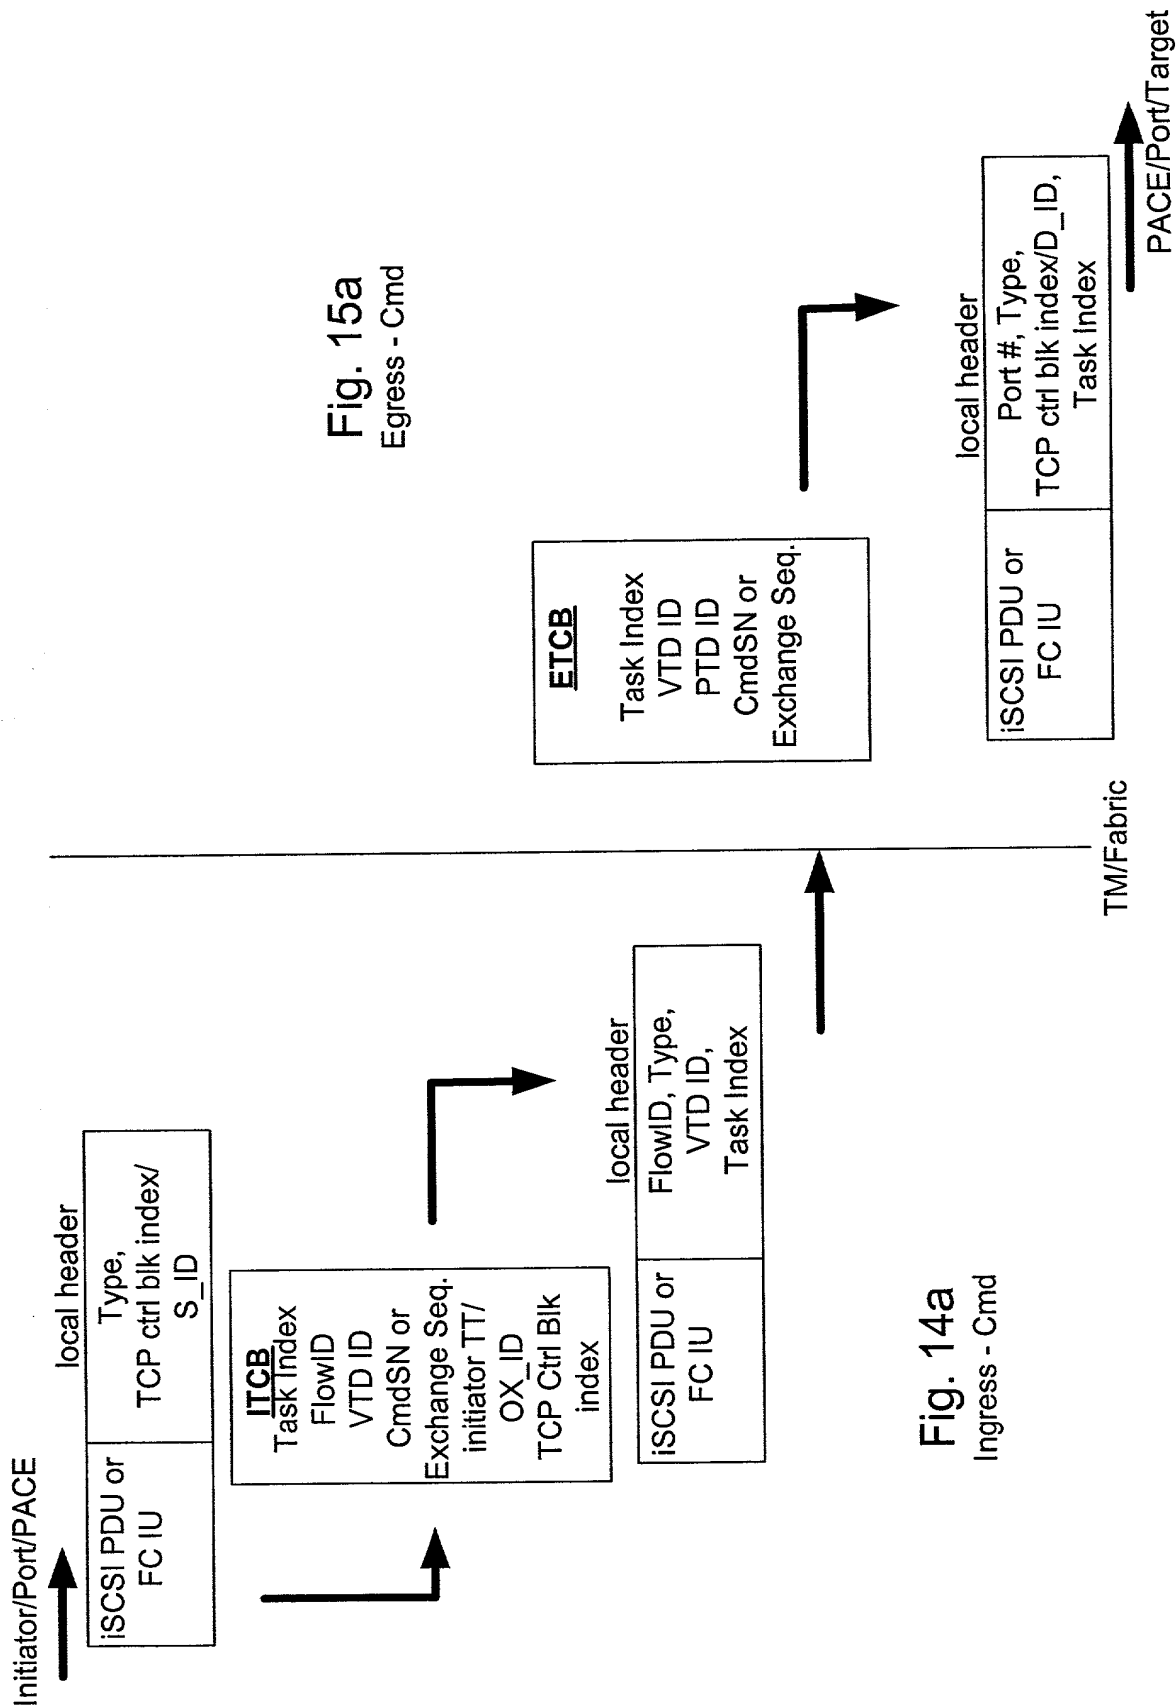 Initiator/Port/PACE
local header
iSCSI PDU or
FC IU
Type,
TCP ctrl blk index/
S_ID
ITCB
Task Index
FlowID
VTD ID
CmdSN or
Exchange Seq.
initiator TT/
OX_ID
TCP Ctrl Blk
index
local header
iSCSI PDU or
FC IU
FlowID, Type,
VTD ID,
Task Index
Fig. 14a
Ingress - Cmd
TM/Fabric
Fig. 15a
Egress - Cmd
ETCB
Task Index
VTD ID
PTD ID
CmdSN or
Exchange Seq.
local header
iSCSI PDU or
FC IU
Port #, Type,
TCP ctrl blk index/D_ID,
Task Index
PACE/Port/Target